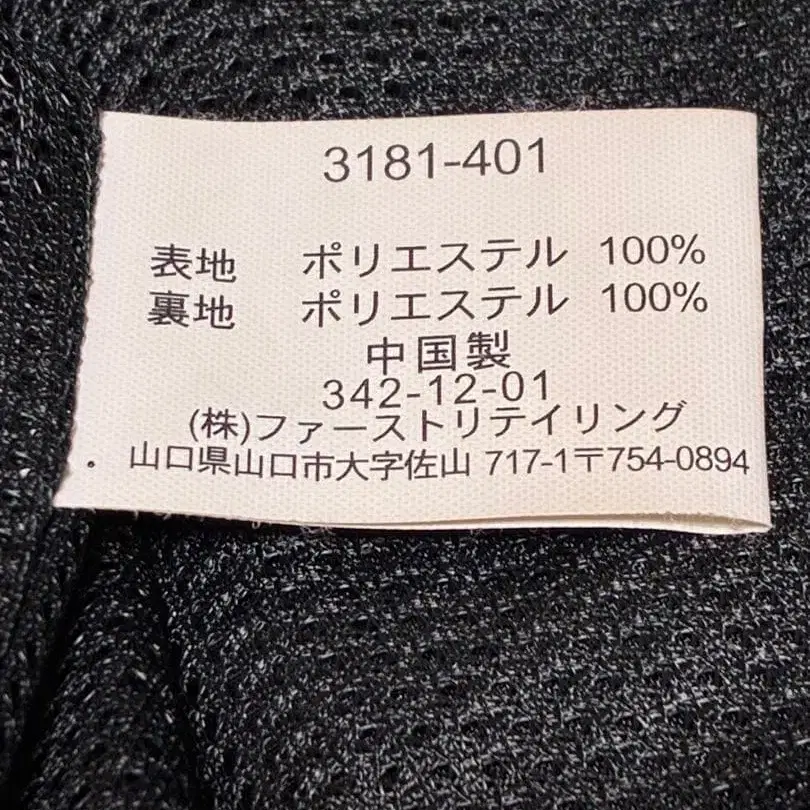 3181-401
表地 ポリエステル 100%
裏地 ポリエステル 100%
中国製
342-12-01
(株)ファーストリテイリング
山口県山口市大字佐山 717-1〒754-0894